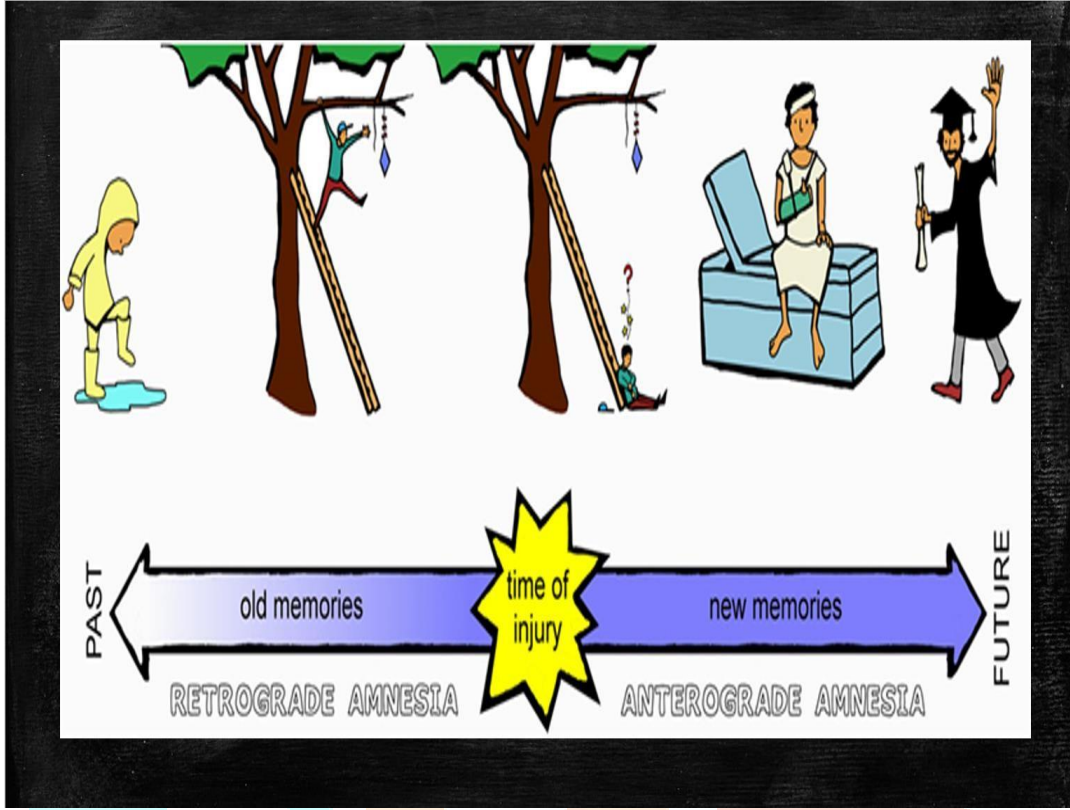 ?
PAST
old memories
time of
injury
new memories
FUTURE
RETROGRADE AMNESIA
ANTEROGRADE AMNESIA